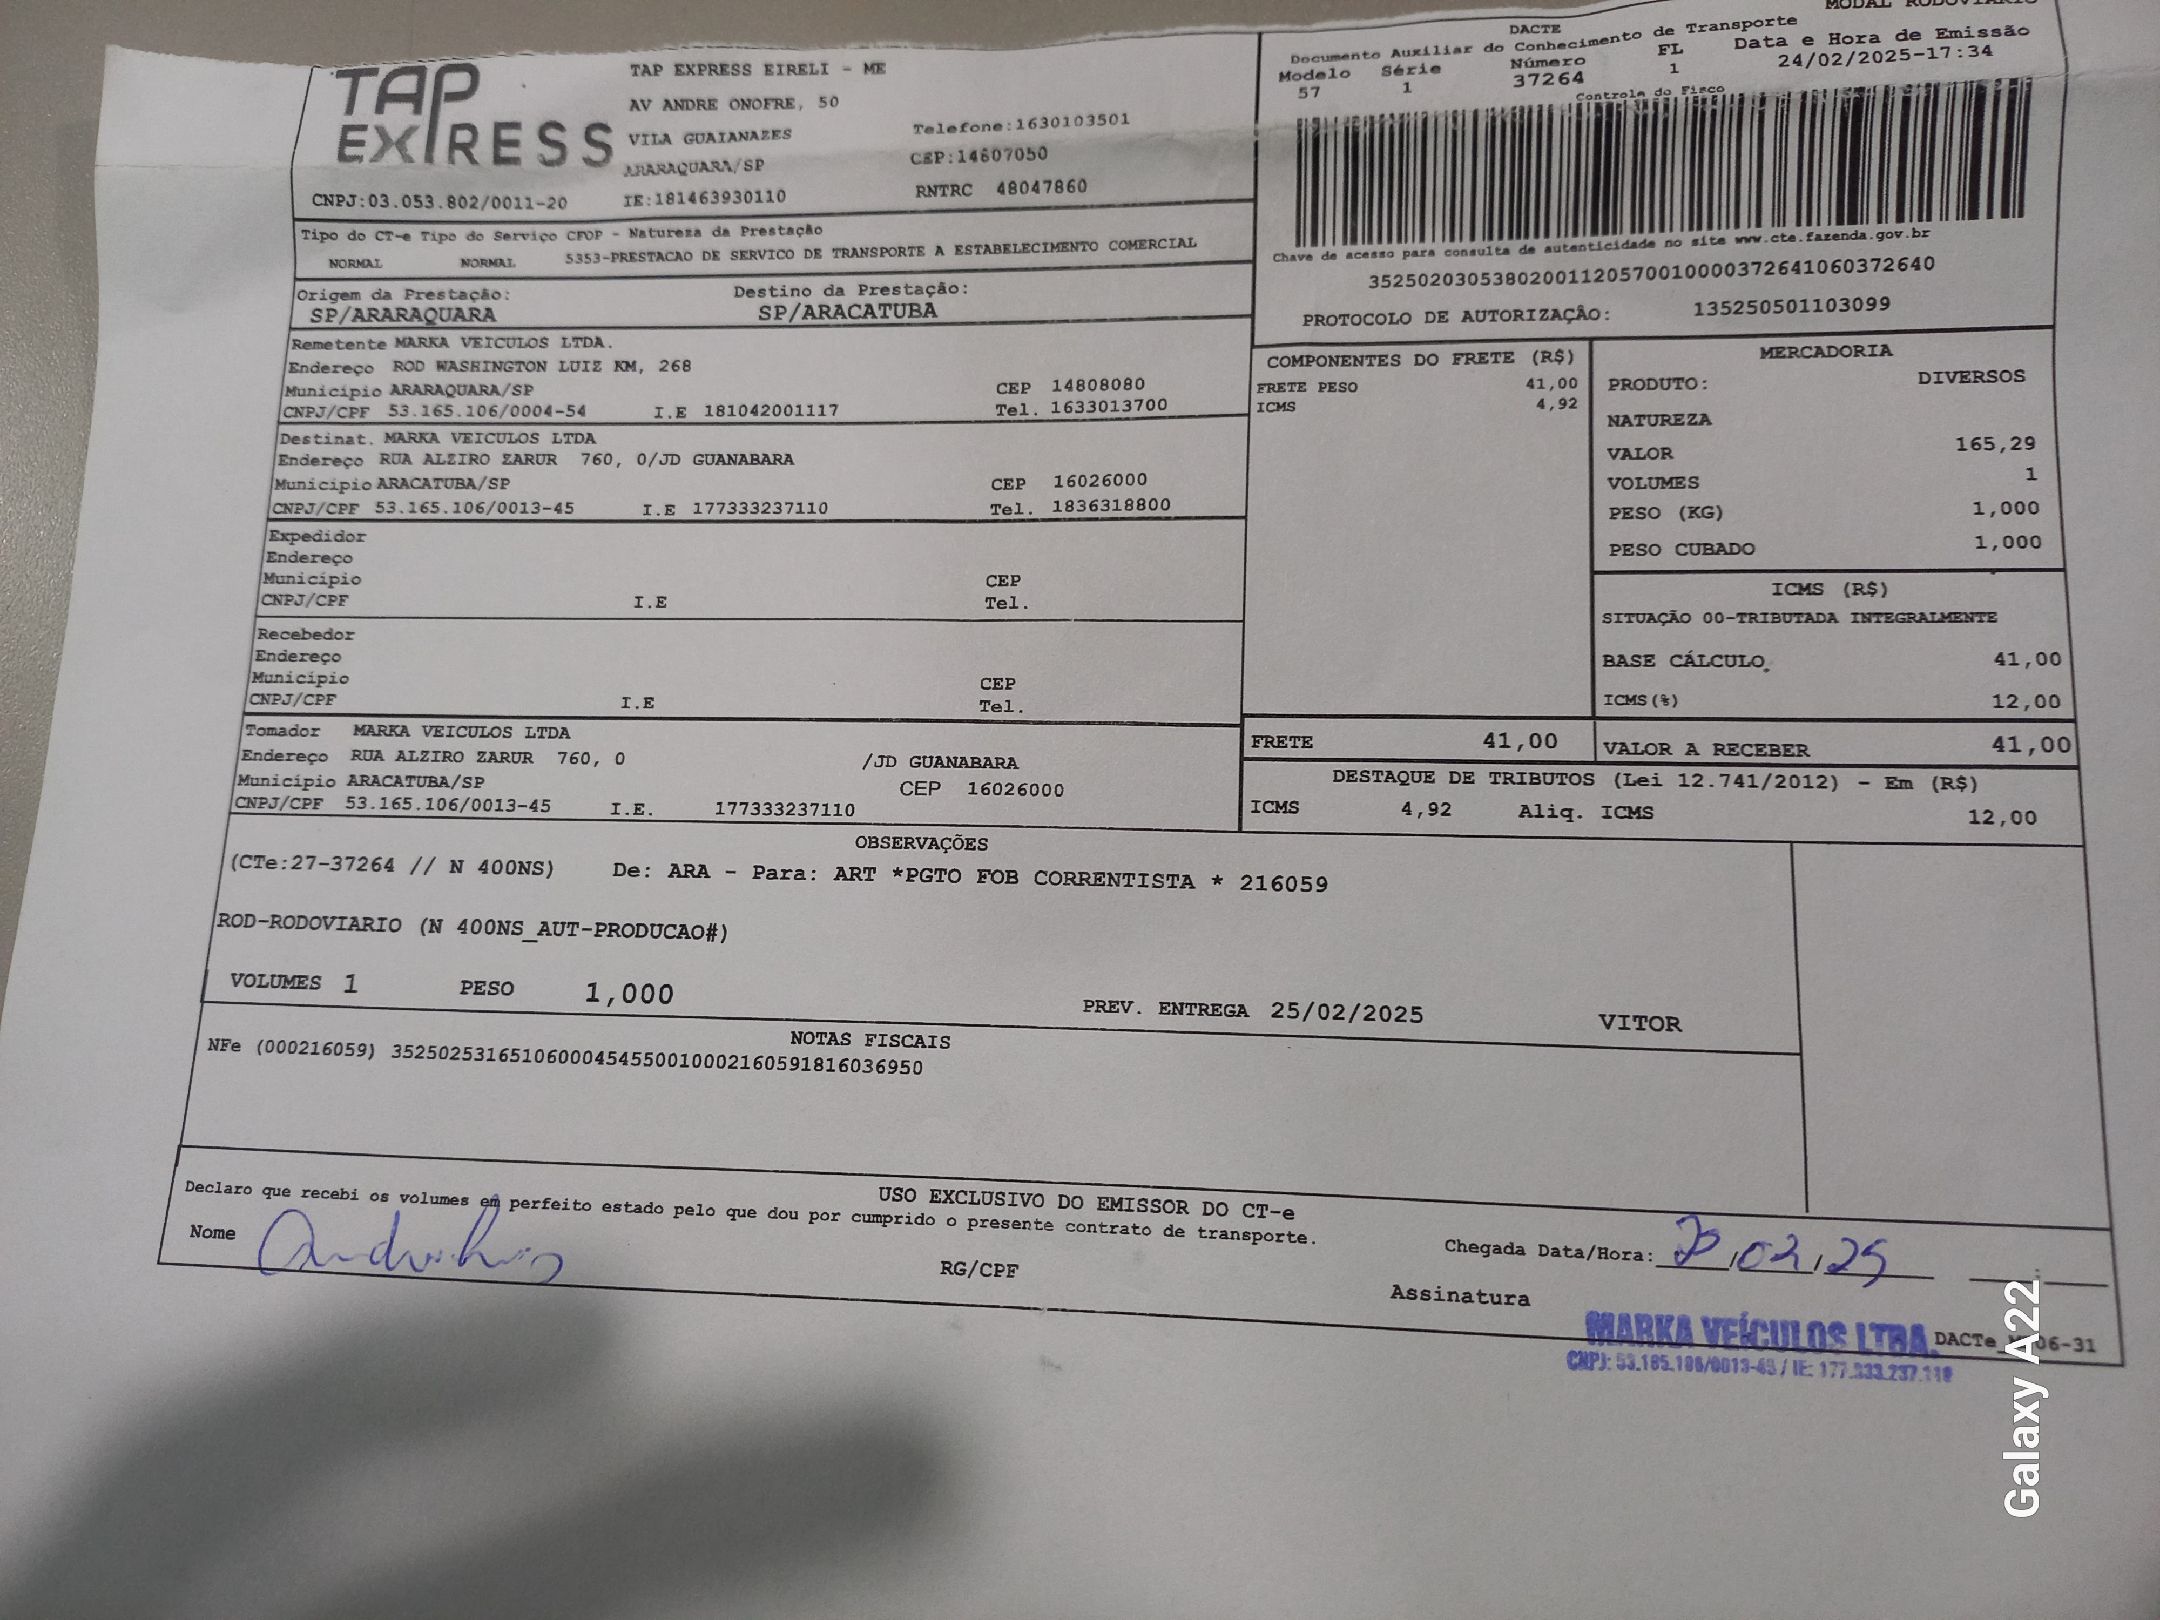 MODAL RODOVIARIO
TAP EXPRESS
TAP EXPRESS EIRELI - ME
AV ANDRE ONOFRE, 50
VILA GUAIANAZES
Telefone:1630103501
ARARAQUARA/SP
CEP:14807050
CNPJ:03.053.802/0011-20 IE:181463930110 RNTRC 48047860
DACTE
Documento Auxiliar do Conhecimento de Transporte
Modelo Série Número FL Data e Hora de Emissão
57 1 37264 1 24/02/2025-17:34
Controle do Fisco
Chave de acesso para consulta de autenticidade no site www.cte.fazenda.gov.br
35250203053802001120570010000372641060372640
PROTOCOLO DE AUTORIZAÇÃO: 135250501103099
Tipo do CT-e Tipo do Serviço CFOP - Natureza da Prestação
NORMAL NORMAL 5353-PRESTACAO DE SERVICO DE TRANSPORTE A ESTABELECIMENTO COMERCIAL
Origem da Prestação: Destino da Prestação:
SP/ARARAQUARA SP/ARACATUBA
Remetente MARKA VEICULOS LTDA.
Endereço ROD WASHINGTON LUIZ KM, 268
Municipio ARARAQUARA/SP CEP 14808080
CNPJ/CPF 53.165.106/0004-54 I.E 181042001117 Tel. 1633013700
Destinat. MARKA VEICULOS LTDA
Endereço RUA ALZIRO ZARUR 760, 0/JD GUANABARA
Municipio ARACATUBA/SP CEP 16026000
CNPJ/CPF 53.165.106/0013-45 I.E 177333237110 Tel. 1836318800
Expedidor
Endereço
Municipio CEP
CNPJ/CPF I.E Tel.
Recebedor
Endereço
Municipio CEP
CNPJ/CPF I.E Tel.
Tomador MARKA VEICULOS LTDA
Endereço RUA ALZIRO ZARUR 760, 0 /JD GUANABARA
Municipio ARACATUBA/SP CEP 16026000
CNPJ/CPF 53.165.106/0013-45 I.E. 177333237110
COMPONENTES DO FRETE (R$)
FRETE PESO 41,00
ICMS 4,92
MERCADORIA
PRODUTO: DIVERSOS
NATUREZA
VALOR 165,29
VOLUMES 1
PESO (KG) 1,000
PESO CUBADO 1,000
ICMS (R$)
SITUAÇÃO 00-TRIBUTADA INTEGRALMENTE
BASE CÁLCULO 41,00
ICMS(%) 12,00
FRETE 41,00 VALOR A RECEBER 41,00
DESTAQUE DE TRIBUTOS (Lei 12.741/2012) - Em (R$)
ICMS 4,92 Aliq. ICMS 12,00
OBSERVAÇÕES
(CTe:27-37264 // N 400NS) De: ARA - Para: ART *PGTO FOB CORRENTISTA * 216059
ROD-RODOVIARIO (N 400NS_AUT-PRODUCAO#)
VOLUMES 1 PESO 1,000 PREV. ENTREGA 25/02/2025 VITOR
NOTAS FISCAIS
NFe (000216059) 35250253165106000454550010002160591816036950
USO EXCLUSIVO DO EMISSOR DO CT-e
Declaro que recebi os volumes em perfeito estado pelo que dou por cumprido o presente contrato de transporte.
Nome RG/CPF Chegada Data/Hora: 02,25
Assinatura
MARKA VEÍCULOS LTDA.
DACTe 06-31
CNPJ: 53.165.106/0013-45 / IE: 177.333.237.110
Galaxy A22